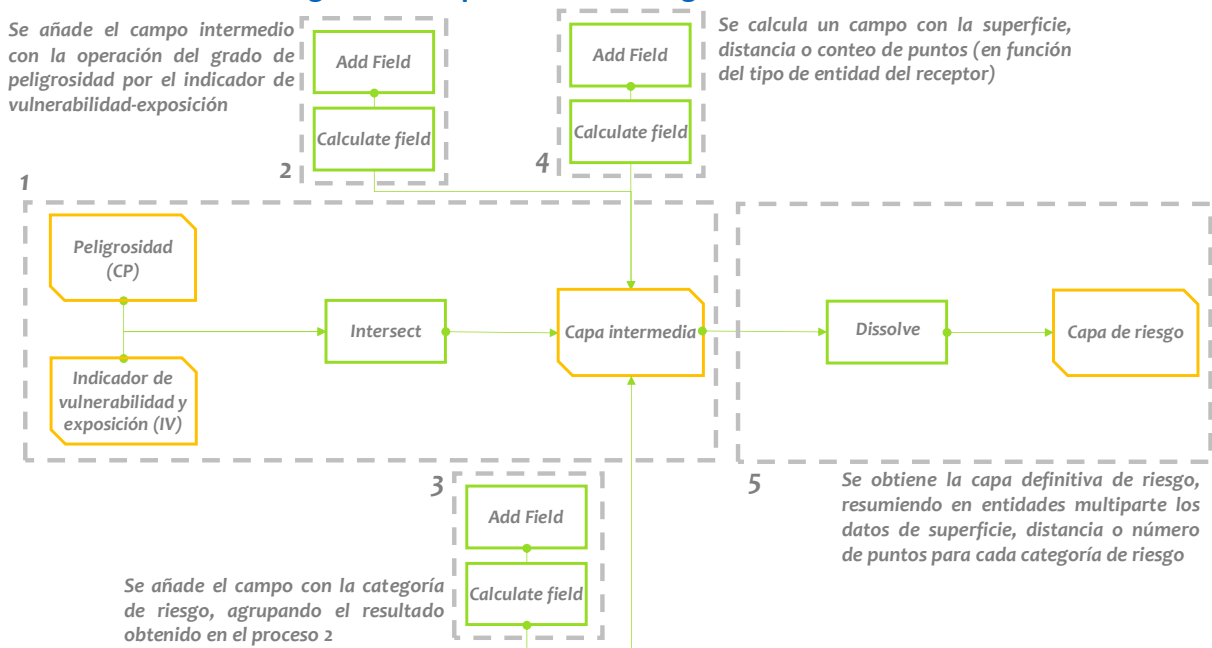 Se añade el campo intermedio
con la operación del grado de
peligrosidad por el indicador de
vulnerabilidad-exposición
Add Field
Calculate field
2
Add Field
Calculate field
4
Se calcula un campo con la superficie,
distancia o conteo de puntos (en función
del tipo de entidad del receptor)
1
Peligrosidad
(CP)
Indicador de
vulnerabilidad y
exposición (IV)
Intersect
Capa intermedia
Dissolve
Capa de riesgo
3
Add Field
Calculate field
Se añade el campo con la categoría
de riesgo, agrupando el resultado
obtenido en el proceso 2
5
Se obtiene la capa definitiva de riesgo,
resumiendo en entidades multiparte los
datos de superficie, distancia o número
de puntos para cada categoría de riesgo